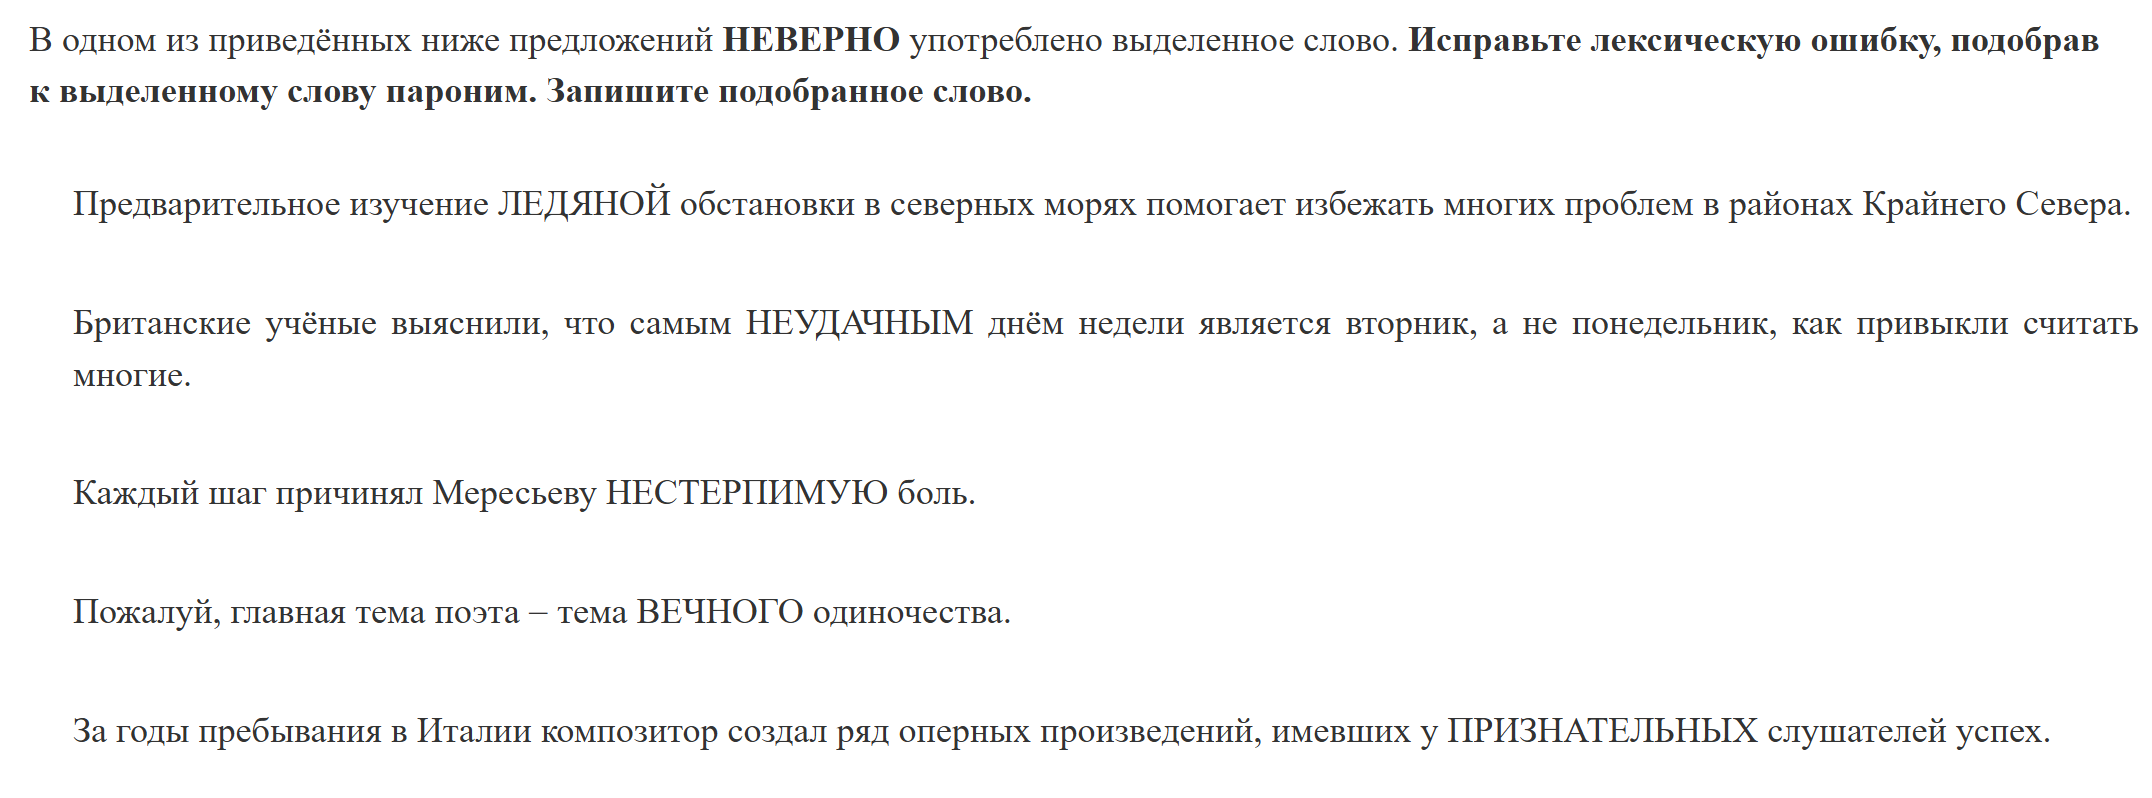 В одном из приведённых ниже предложений НЕВЕРНО употреблено выделенное слово. Исправьте лексическую ошибку, подобрав
к выделенному слову пароним. Запишите подобранное слово.
Предварительное изучение ЛЕДЯНОЙ обстановки в северных морях помогает избежать многих проблем в районах Крайнего Севера.
Британские учёные выяснили, что самым НЕУДАЧНЫМ днём недели является вторник, а не понедельник, как привыкли считать
многие.
Каждый шаг причинял Мересьеву НЕСТЕРПИМУЮ боль.
Пожалуй, главная тема поэта – тема ВЕЧНОГО одиночества.
За годы пребывания в Италии композитор создал ряд оперных произведений, имевших у ПРИЗНАТЕЛЬНЫХ слушателей успех.